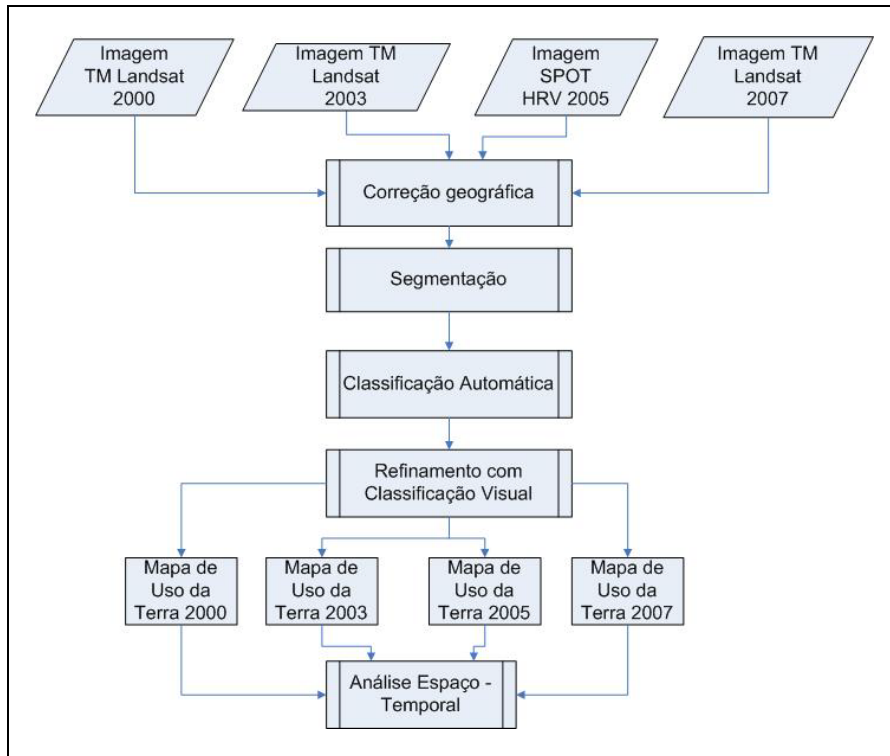 Imagem
TM Landsat
2000
Imagem TM
Landsat
2003
Imagem
SPOT
HRV 2005
Imagem TM
Landsat
2007
Correção geográfica
Segmentação
Classificação Automática
Refinamento com
Classificação Visual
Mapa de
Uso da
Terra 2000
Mapa de
Uso da
Terra 2003
Mapa de
Uso da
Terra 2005
Mapa de
Uso da
Terra 2007
Análise Espaço -
Temporal